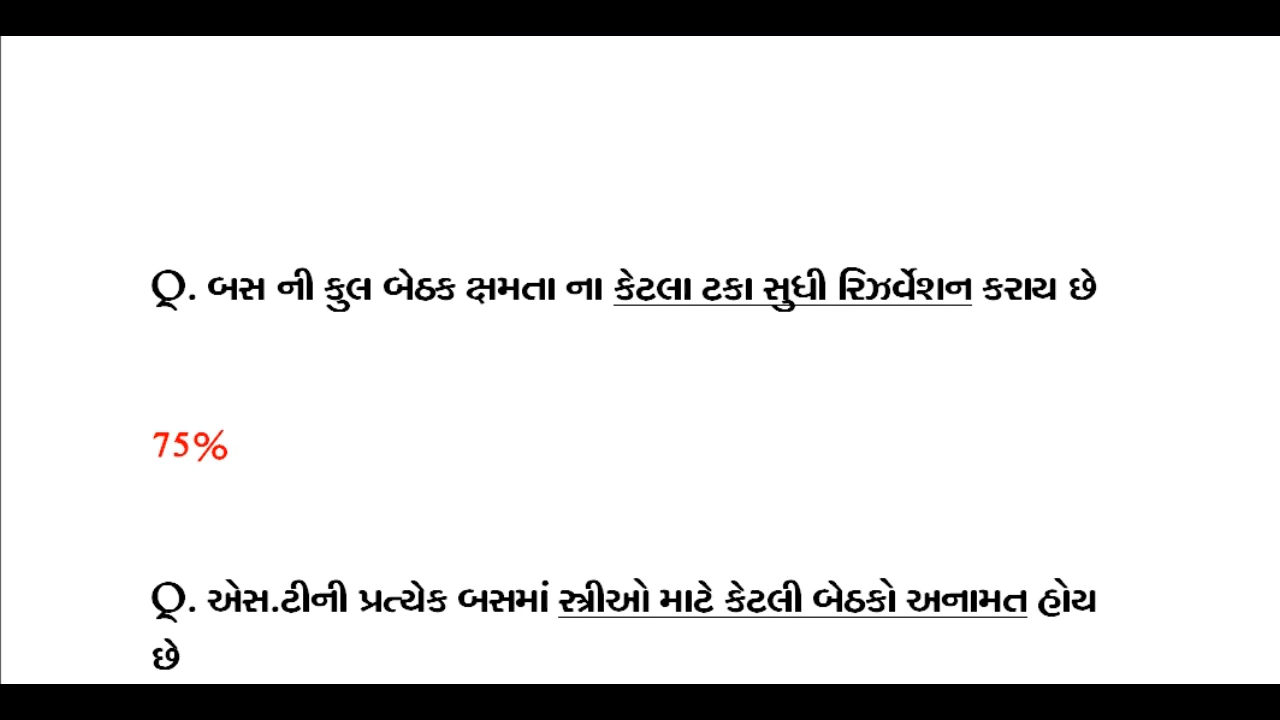 Q. બસ ની કુલ બેઠક ક્ષમતા ના કેટલા ટકા સુધી રિઝર્વેશન કરાય છે
75%
Q. એસ.ટીની પ્રત્યેક બસમાં સ્ત્રીઓ માટે કેટલી બેઠકો અનામત હોય
છે